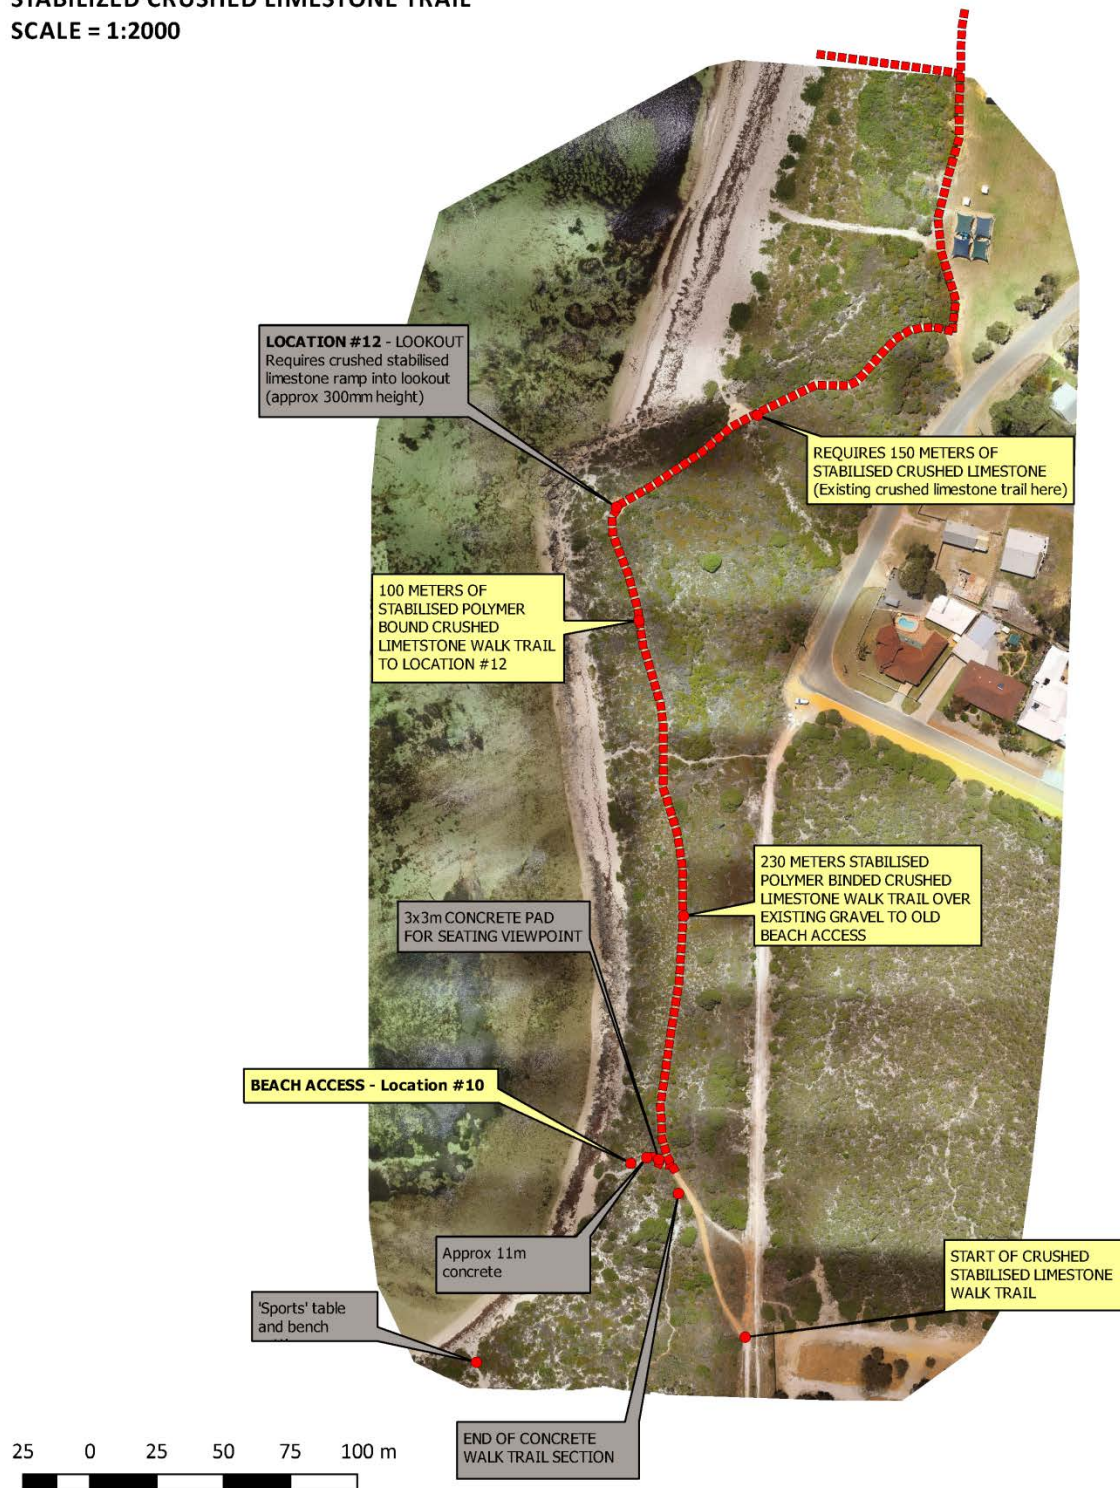 STABILIZED CRUSHED LIMESTONE TRAIL
SCALE = 1:2000
LOCATION #12 - LOOKOUT
Requires crushed stabilised
limestone ramp into lookout
(approx 300mm height)
REQUIRES 150 METERS OF
STABILISED CRUSHED LIMESTONE
(Existing crushed limestone trail here)
100 METERS OF
STABILISED POLYMER
BOUND CRUSHED
LIMETSTONE WALK TRAIL
TO LOCATION #12
230 METERS STABILISED
POLYMER BINDED CRUSHED
LIMESTONE WALK TRAIL OVER
EXISTING GRAVEL TO OLD
BEACH ACCESS
3x3m CONCRETE PAD
FOR SEATING VIEWPOINT
BEACH ACCESS - Location #10
Approx 11m
concrete
START OF CRUSHED
STABILISED LIMESTONE
WALK TRAIL
'Sports' table
and bench
END OF CONCRETE
WALK TRAIL SECTION
25 0 25 50 75 100 m